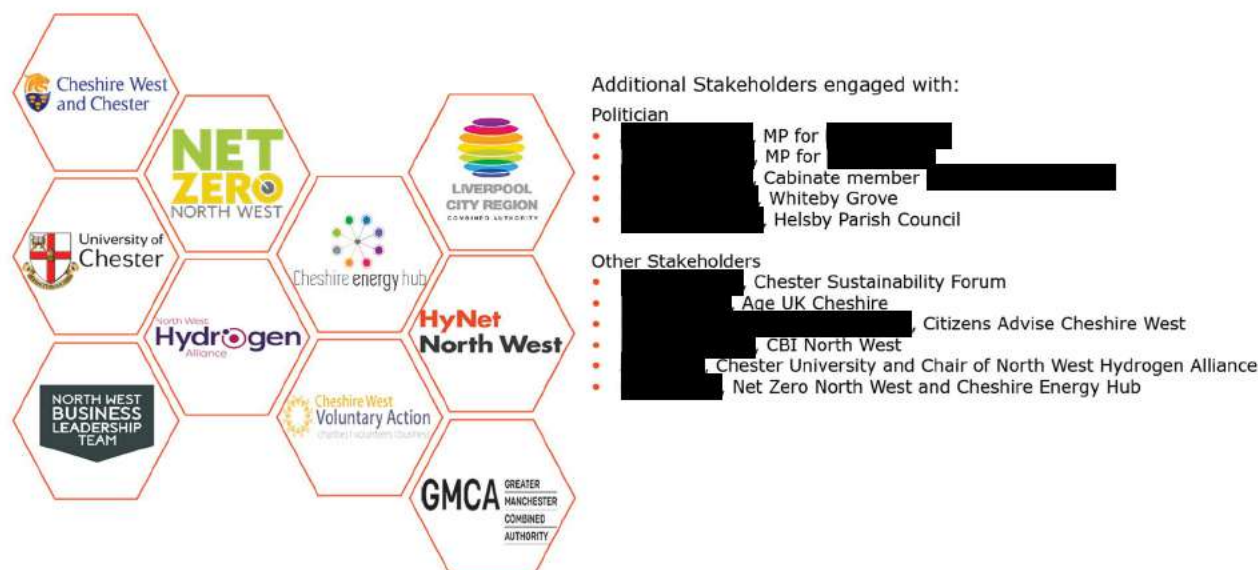 Cheshire West
and Chester
NET
ZERO
NORTH WEST
LIVERPOOL
CITY REGION
COMBINED AUTHORITY
University of
Chester
Cheshire energy hub
North West
Hydrogen
Alliance
HyNet
North West
NORTH WEST
BUSINESS
LEADERSHIP
TEAM
Cheshire West
Voluntary Action
GMCA
GREATER
MANCHESTER
COMBINED
AUTHORITY
Additional Stakeholders engaged with:
Politician
• , MP for
• , MP for
• , Cabinate member
• , Whiteby Grove
• , Helsby Parish Council
Other Stakeholders
• , Chester Sustainability Forum
• , Age UK Cheshire
• , Citizens Advise Cheshire West
• , CBI North West
• , Chester University and Chair of North West Hydrogen Alliance
• , Net Zero North West and Cheshire Energy Hub